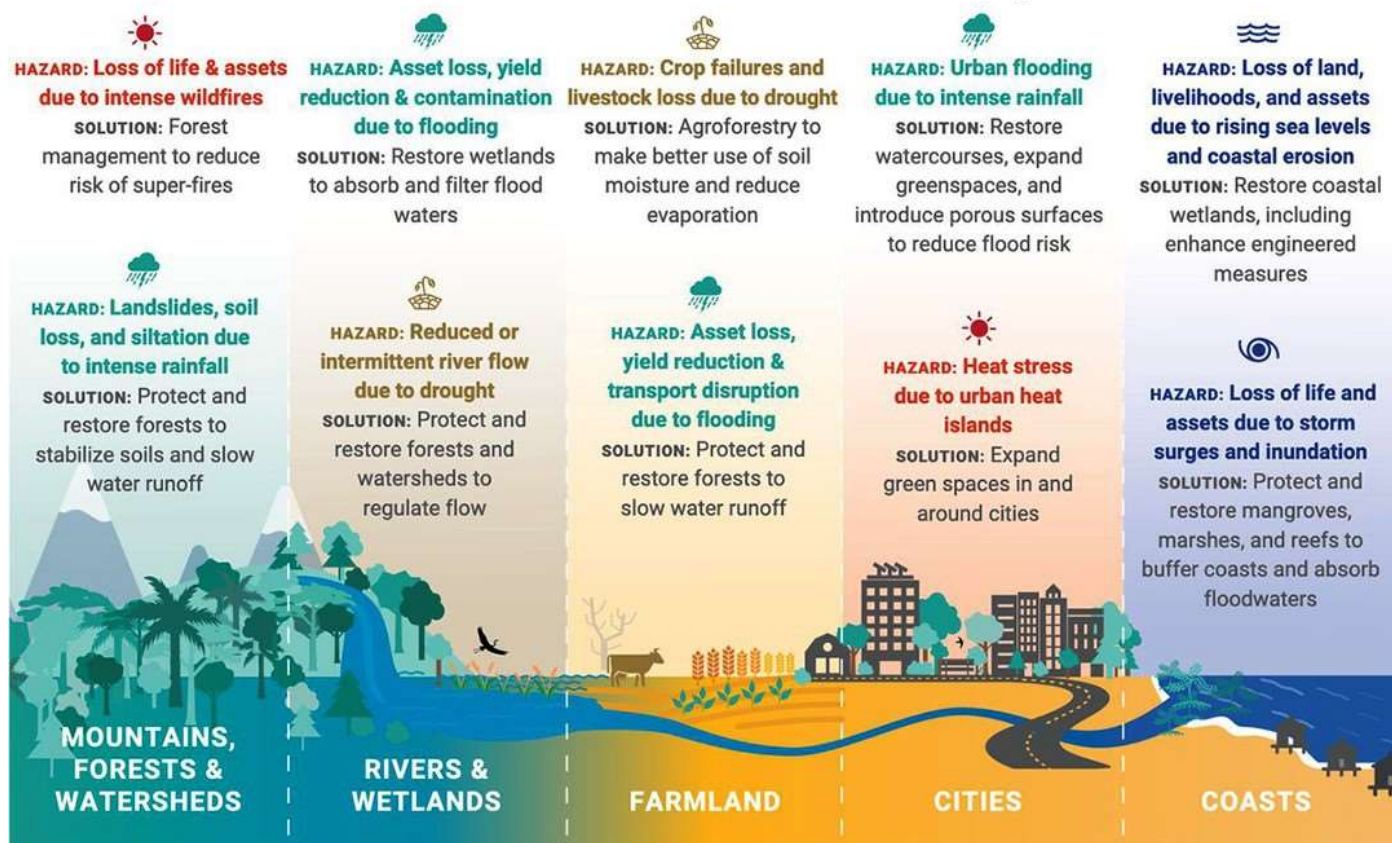 HAZARD: Loss of life & assets
due to intense wildfires
SOLUTION: Forest
management to reduce
risk of super-fires
HAZARD: Landslides, soil
loss, and siltation due
to intense rainfall
SOLUTION: Protect and
restore forests to
stabilize soils and slow
water runoff
MOUNTAINS,
FORESTS &
WATERSHEDS
HAZARD: Asset loss, yield
reduction & contamination
due to flooding
SOLUTION: Restore wetlands
to absorb and filter flood
waters
HAZARD: Reduced or
intermittent river flow
due to drought
SOLUTION: Protect and
restore forests and
watersheds to
regulate flow
RIVERS &
WETLANDS
HAZARD: Crop failures and
livestock loss due to drought
SOLUTION: Agroforestry to
make better use of soil
moisture and reduce
evaporation
HAZARD: Asset loss,
yield reduction &
transport disruption
due to flooding
SOLUTION: Protect and
restore forests to
slow water runoff
FARMLAND
HAZARD: Urban flooding
due to intense rainfall
SOLUTION: Restore
watercourses, expand
greenspaces, and
introduce porous surfaces
to reduce flood risk
HAZARD: Heat stress
due to urban heat
islands
SOLUTION: Expand
green spaces in and
around cities
CITIES
HAZARD: Loss of land,
livelihoods, and assets
due to rising sea levels
and coastal erosion
SOLUTION: Restore coastal
wetlands, including
enhance engineered
measures
HAZARD: Loss of life and
assets due to storm
surges and inundation
SOLUTION: Protect and
restore mangroves,
marshes, and reefs to
buffer coasts and absorb
floodwaters
COASTS